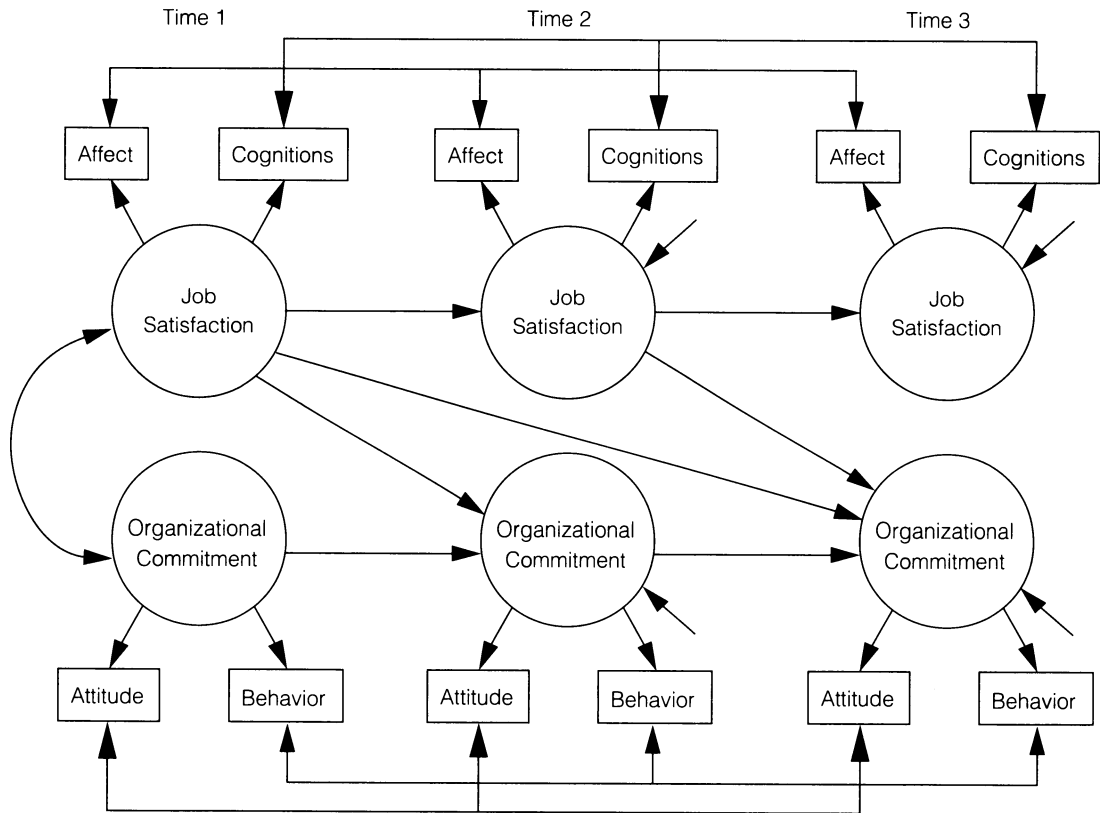 Time 1
Time 2
Time 3
Affect
Cognitions
Affect
Cognitions
Affect
Cognitions
Job
Satisfaction
Job
Satisfaction
Job
Satisfaction
Organizational
Commitment
Organizational
Commitment
Organizational
Commitment
Attitude
Behavior
Attitude
Behavior
Attitude
Behavior